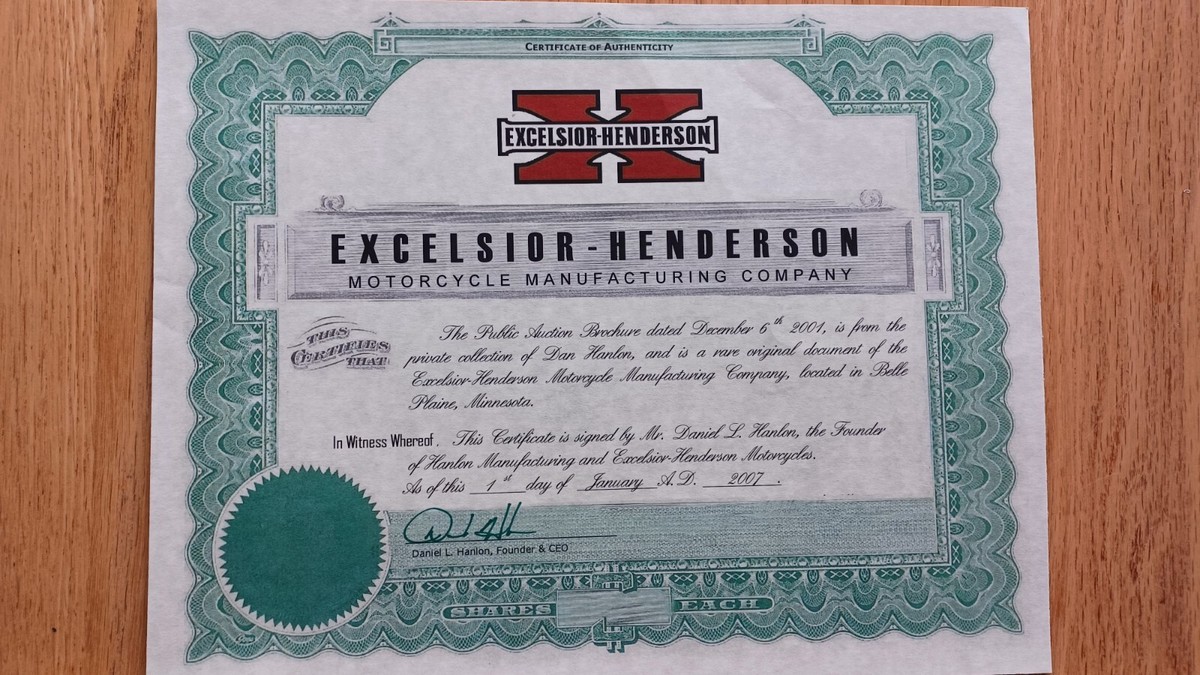 CERTIFICATE OF AUTHENTICITY
EXCELSIOR-HENDERSON
EXCELSIOR-HENDERSON
MOTORCYCLE MANUFACTURING COMPANY
THIS
CERTIFIES
THAT
The Public Auction Brochure dated December 6th 2001, is from the
private collection of Dan Hanlon, and is a rare original document of the
Excelsior-Henderson Motorcycle Manufacturing Company, located in Belle
Plaine, Minnesota.
In Witness Whereof. This Certificate is signed by Mr. Daniel L. Hanlon, the Founder
of Hanlon Manufacturing and Excelsior-Henderson Motorcycles.
As of this 1st day of January A.D. 2007.
Daniel L. Hanlon, Founder & CEO
SHARES EACH